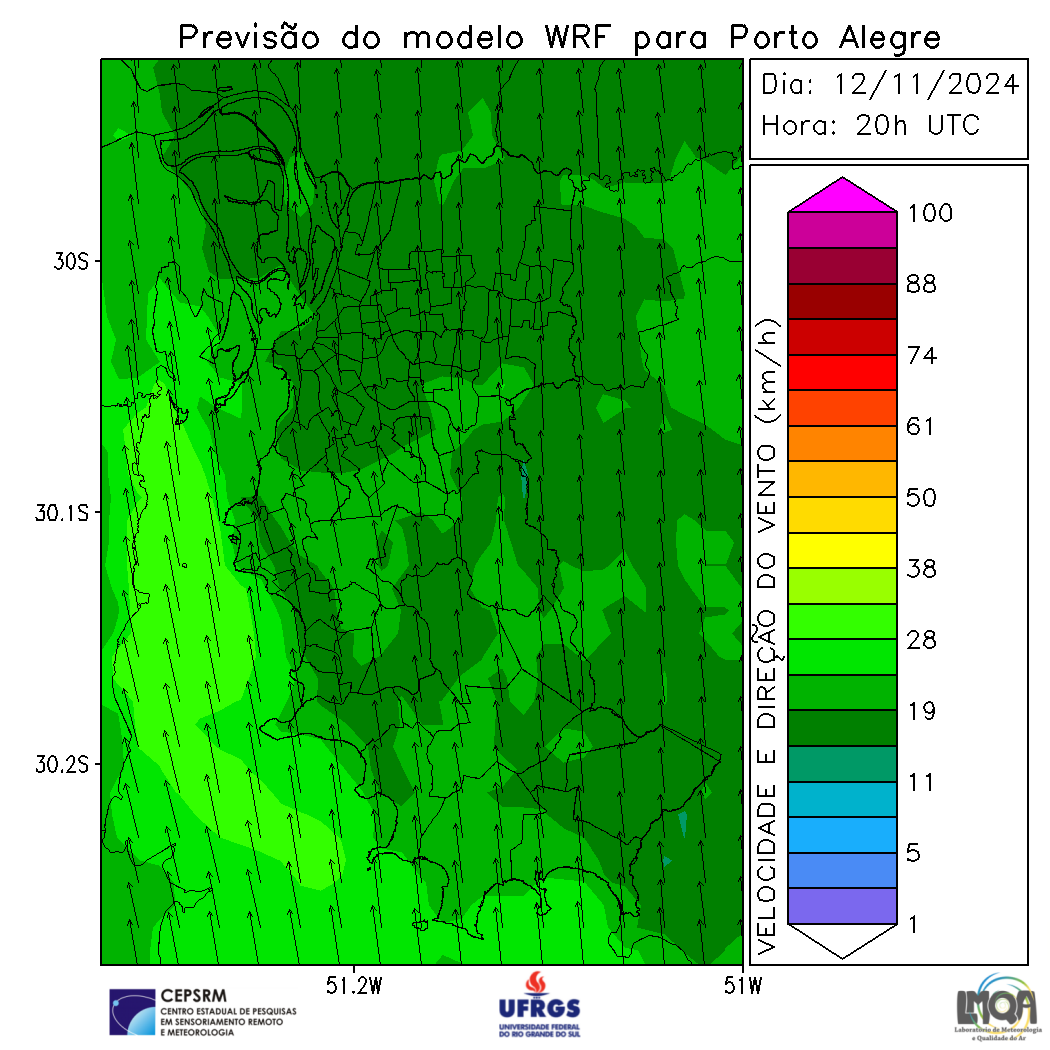 Previsão do modelo WRF para Porto Alegre
Dia: 12/11/2024
Hora: 20h UTC
30S
30.1S
30.2S
51.2W
51W
VELOCIDADE E DIREÇÃO DO VENTO (km/h)
100
88
74
61
50
38
28
19
11
5
1
CEPSRM
CENTRO ESTADUAL DE PESQUISAS
EM SENSORIAMENTO REMOTO
E METEOROLOGIA
UFRGS
UNIVERSIDADE FEDERAL
DO RIO GRANDE DO SUL
LMQA
Laboratório de Meteorologia
e Qualidade do Ar